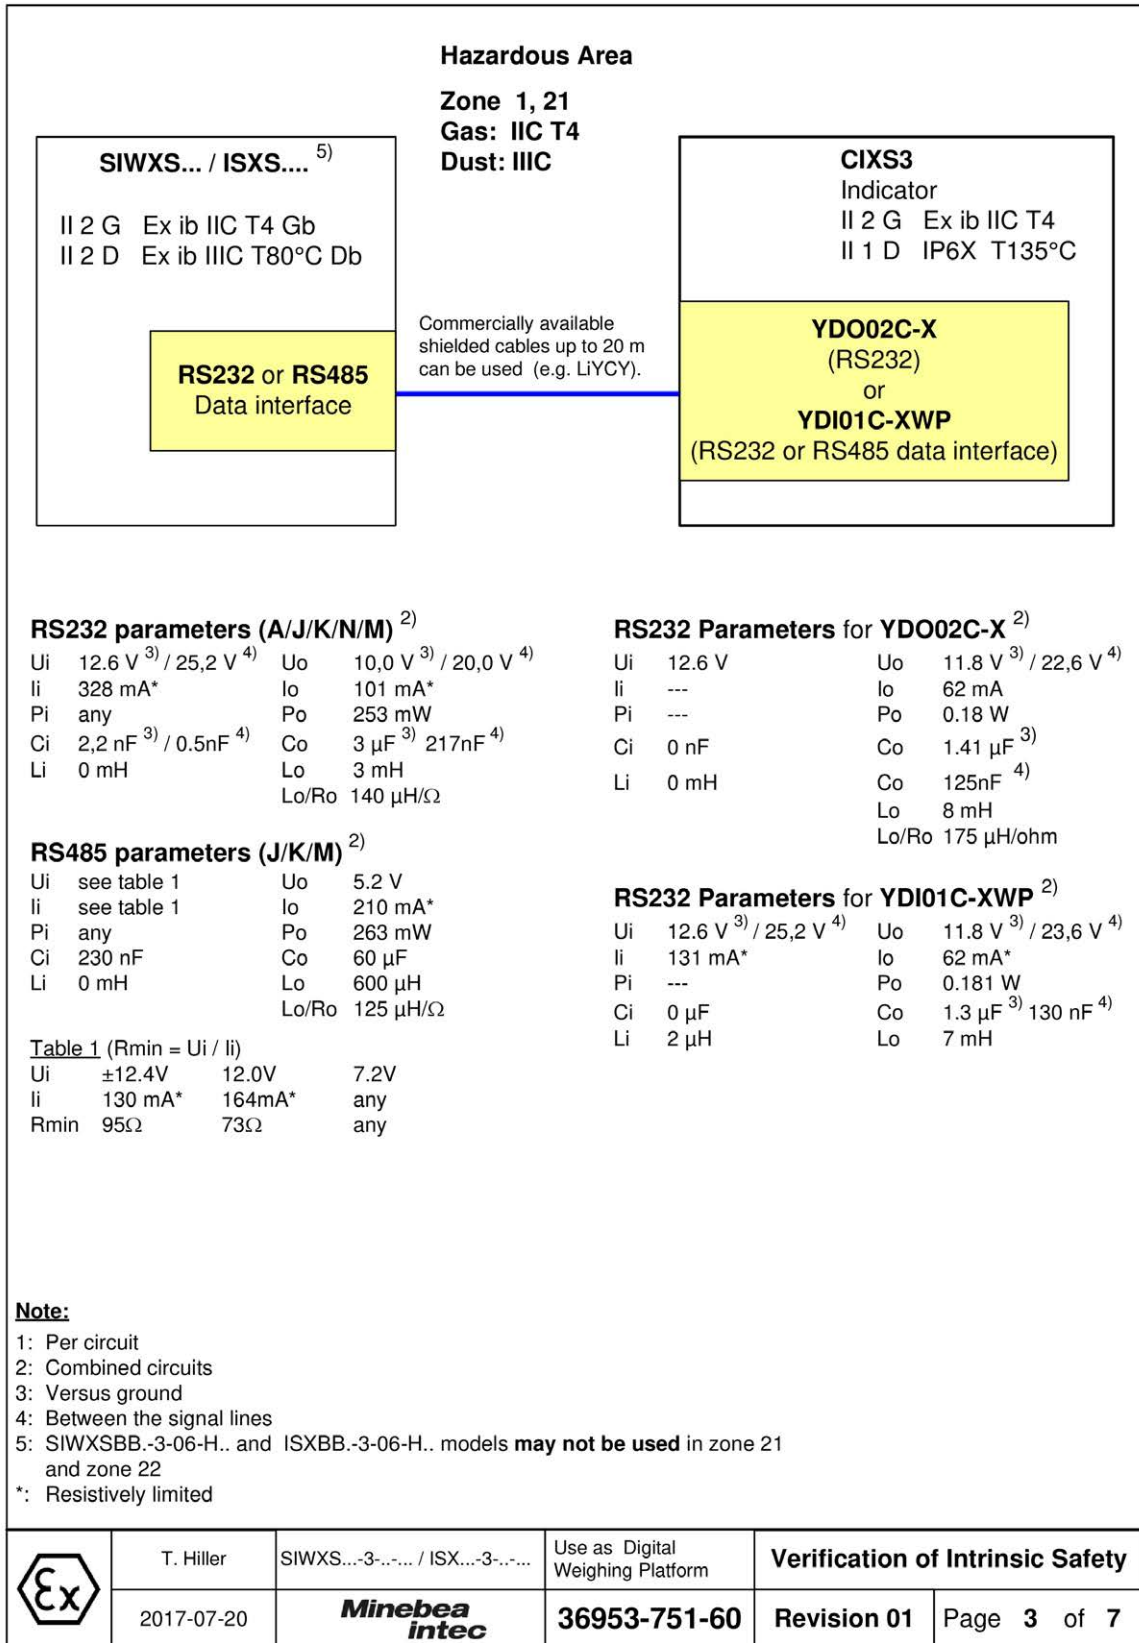 Hazardous Area
Zone 1, 21
Gas: IIC T4
Dust: IIIC
SIWXS... / ISXS.... 5)
II 2 G Ex ib IIC T4 Gb
II 2 D Ex ib IIIC T80°C Db
RS232 or RS485
Data interface
Commercially available
shielded cables up to 20 m
can be used (e.g. LiYCY).
CIXS3
Indicator
II 2 G Ex ib IIC T4
II 1 D IP6X T135°C
YDO02C-X
(RS232)
or
YDI01C-XWP
(RS232 or RS485 data interface)
RS232 parameters (A/J/K/N/M) 2)
Ui 12.6 V 3) / 25,2 V 4) Uo 10,0 V 3) / 20,0 V 4)
Ii 328 mA* Io 101 mA*
Pi any Po 253 mW
Ci 2,2 nF 3) / 0.5nF 4) Co 3 µF 3) 217nF 4)
Li 0 mH Lo 3 mH
Lo/Ro 140 µH/Ω
RS485 parameters (J/K/M) 2)
Ui see table 1 Uo 5.2 V
Ii see table 1 Io 210 mA*
Pi any Po 263 mW
Ci 230 nF Co 60 µF
Li 0 mH Lo 600 µH
Lo/Ro 125 µH/Ω
Table 1 (Rmin = Ui / Ii)
Ui ±12.4V 12.0V 7.2V
Ii 130 mA* 164mA* any
Rmin 95Ω 73Ω any
RS232 Parameters for YDO02C-X 2)
Ui 12.6 V Uo 11.8 V 3) / 22,6 V 4)
Ii --- Io 62 mA
Pi --- Po 0.18 W
Ci 0 nF Co 1.41 µF 3)
Li 0 mH Co 125nF 4)
Lo 8 mH
Lo/Ro 175 µH/ohm
RS232 Parameters for YDI01C-XWP 2)
Ui 12.6 V 3) / 25,2 V 4) Uo 11.8 V 3) / 23,6 V 4)
Ii 131 mA* Io 62 mA*
Pi --- Po 0.181 W
Ci 0 µF Co 1.3 µF 3) 130 nF 4)
Li 2 µH Lo 7 mH
Note:
1: Per circuit
2: Combined circuits
3: Versus ground
4: Between the signal lines
5: SIWXSBB.-3-06-H.. and ISXBB.-3-06-H.. models may not be used in zone 21
and zone 22
*: Resistively limited
Ex
T. Hiller
SIWXS...-3-..-... / ISX...-3-..-...
Use as Digital
Weighing Platform
Verification of Intrinsic Safety
2017-07-20
Minebea
intec
36953-751-60
Revision 01
Page 3 of 7